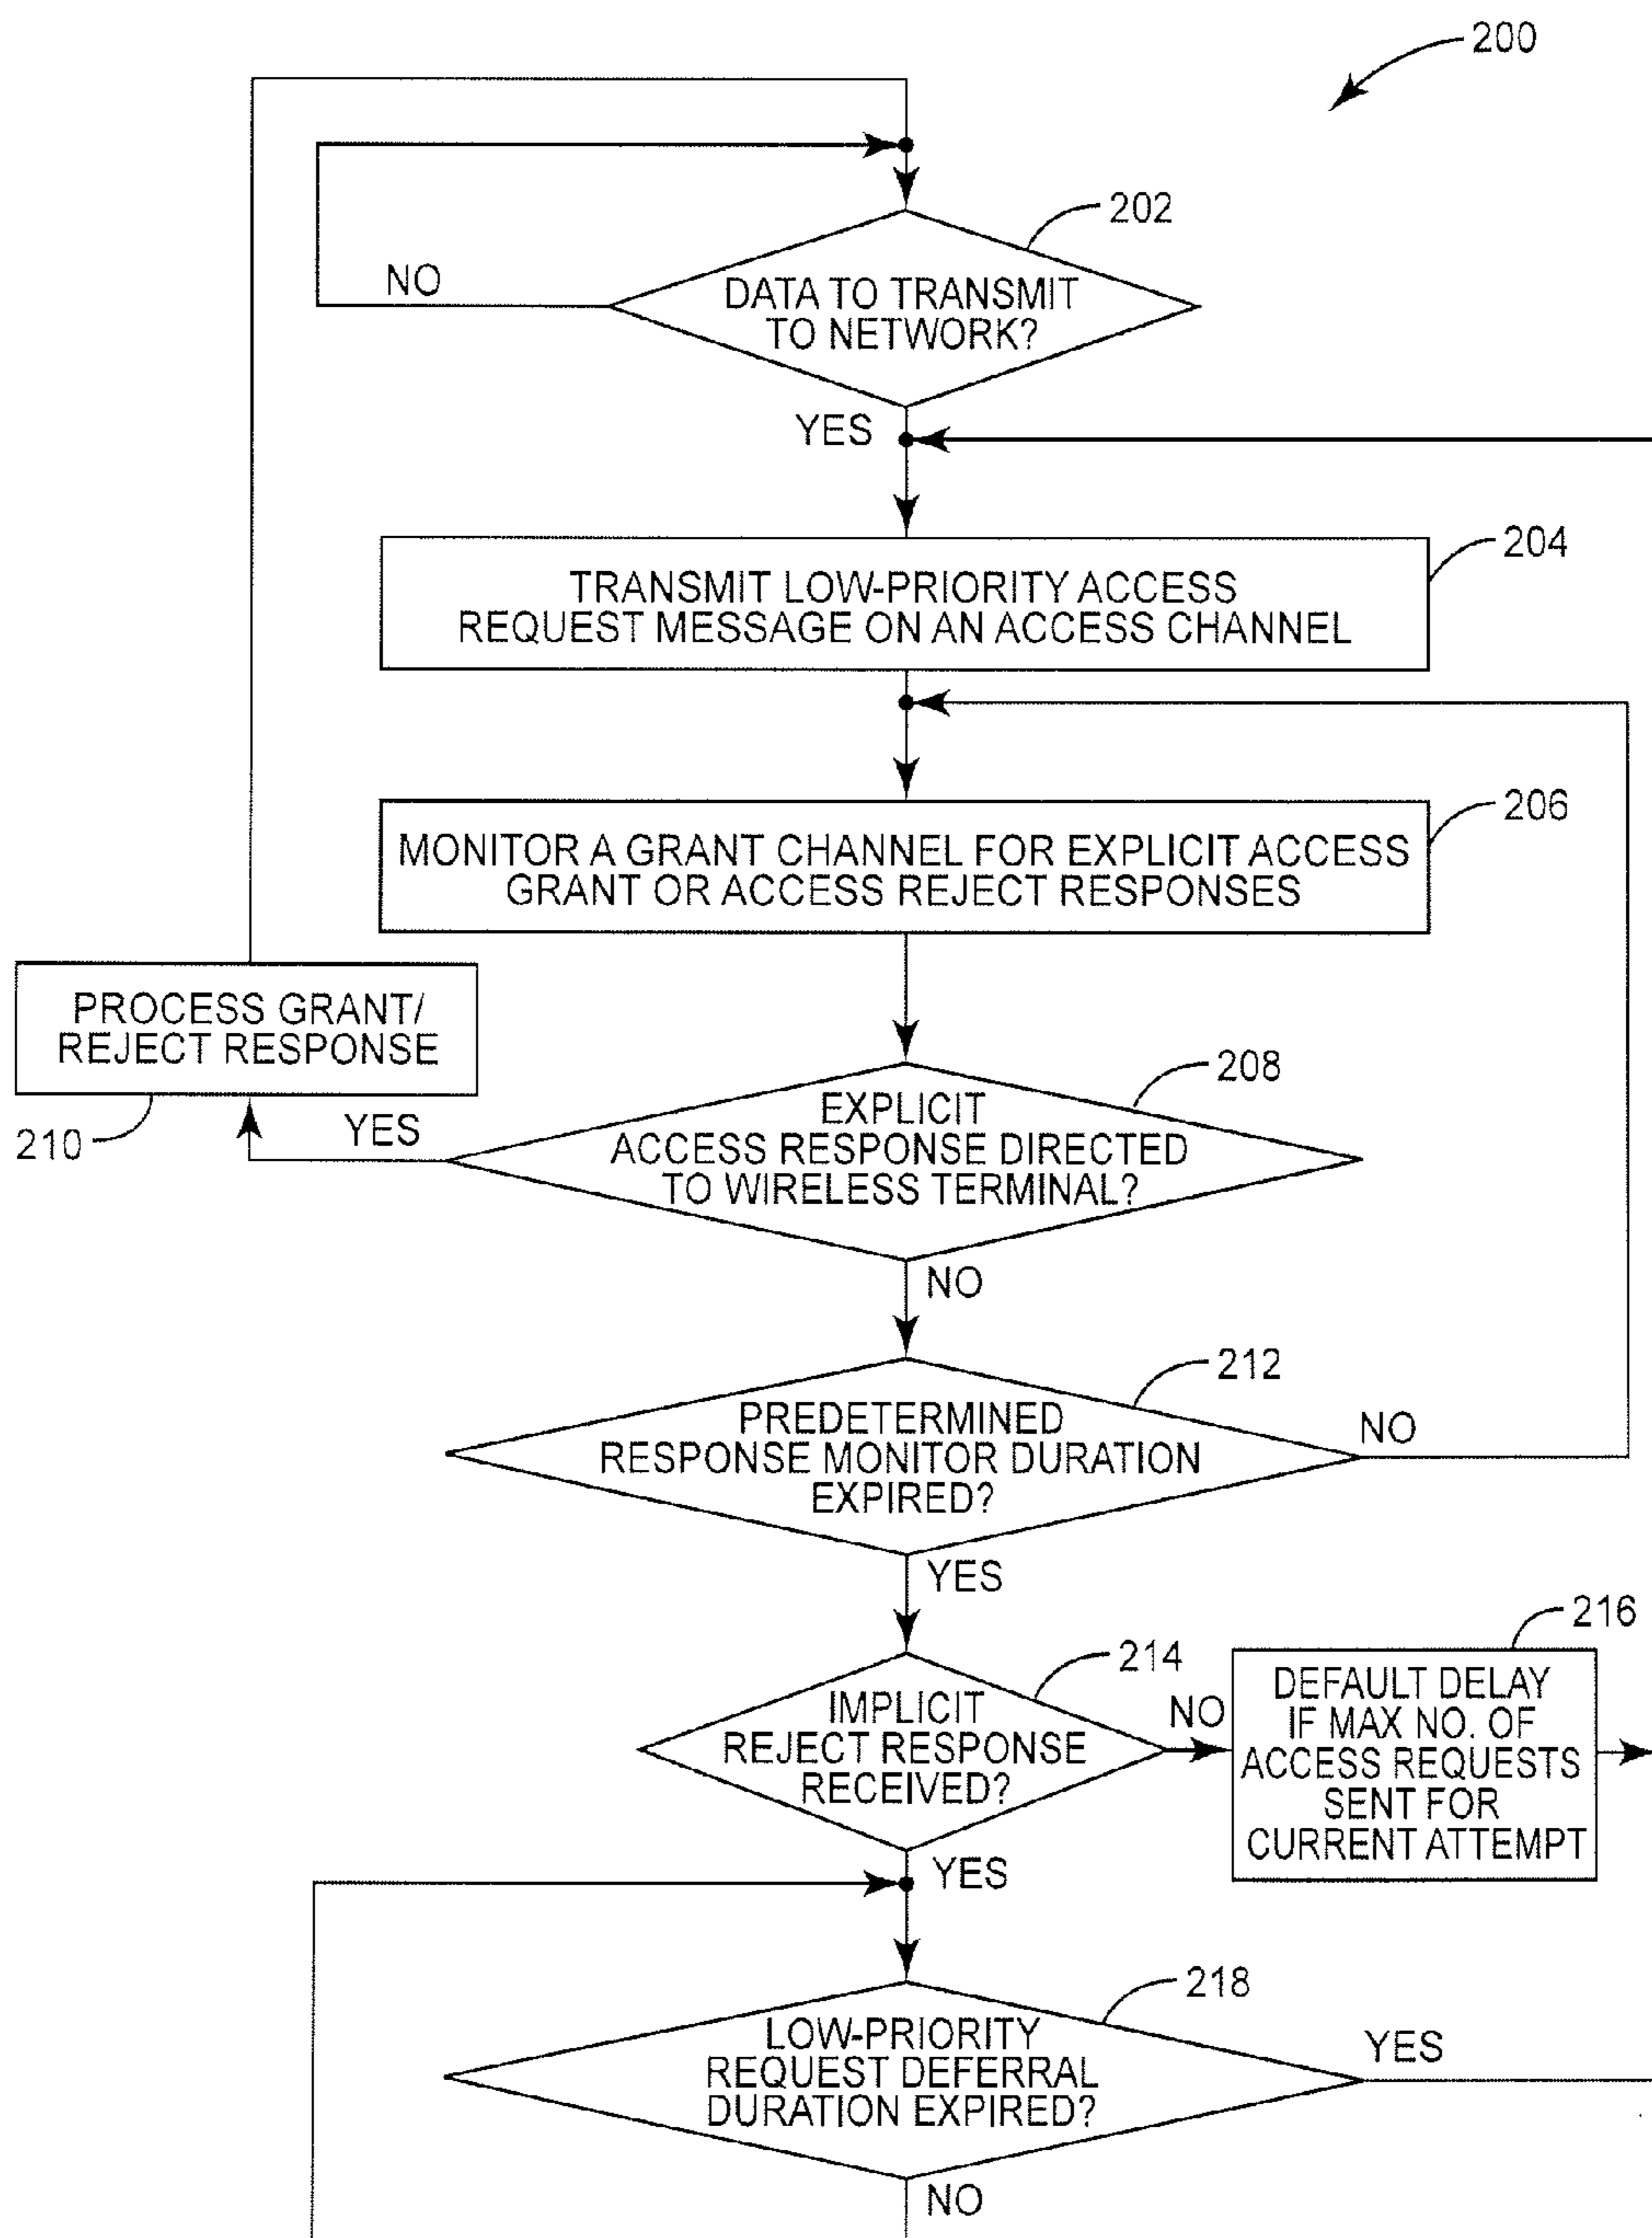 200
202
NO
DATA TO TRANSMIT
TO NETWORK?
YES
204
TRANSMIT LOW-PRIORITY ACCESS
REQUEST MESSAGE ON AN ACCESS CHANNEL
206
MONITOR A GRANT CHANNEL FOR EXPLICIT ACCESS
GRANT OR ACCESS REJECT RESPONSES
PROCESS GRANT/
REJECT RESPONSE
210
YES
208
EXPLICIT
ACCESS RESPONSE DIRECTED
TO WIRELESS TERMINAL?
NO
212
PREDETERMINED
RESPONSE MONITOR DURATION
EXPIRED?
NO
YES
214
IMPLICIT
REJECT RESPONSE
RECEIVED?
NO
216
DEFAULT DELAY
IF MAX NO. OF
ACCESS REQUESTS
SENT FOR
CURRENT ATTEMPT
YES
218
LOW-PRIORITY
REQUEST DEFERRAL
DURATION EXPIRED?
YES
NO